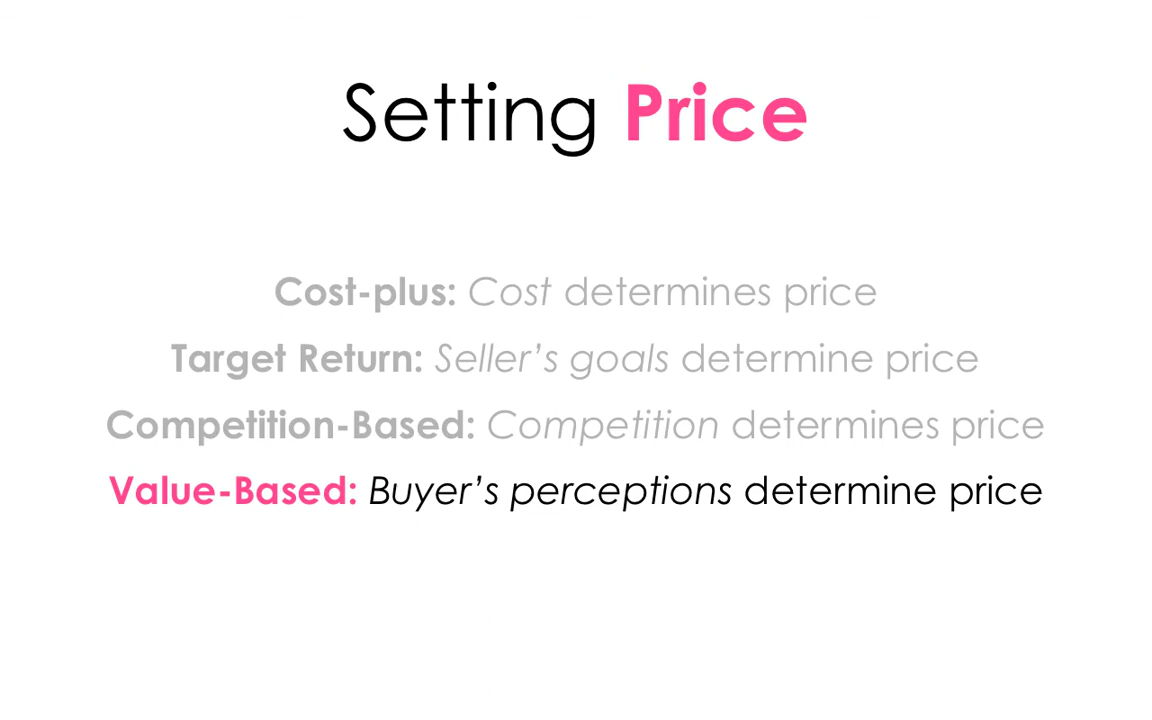 Setting Price
Cost-plus: Cost determines price
Target Return: Seller’s goals determine price
Competition-Based: Competition determines price
Value-Based: Buyer’s perceptions determine price